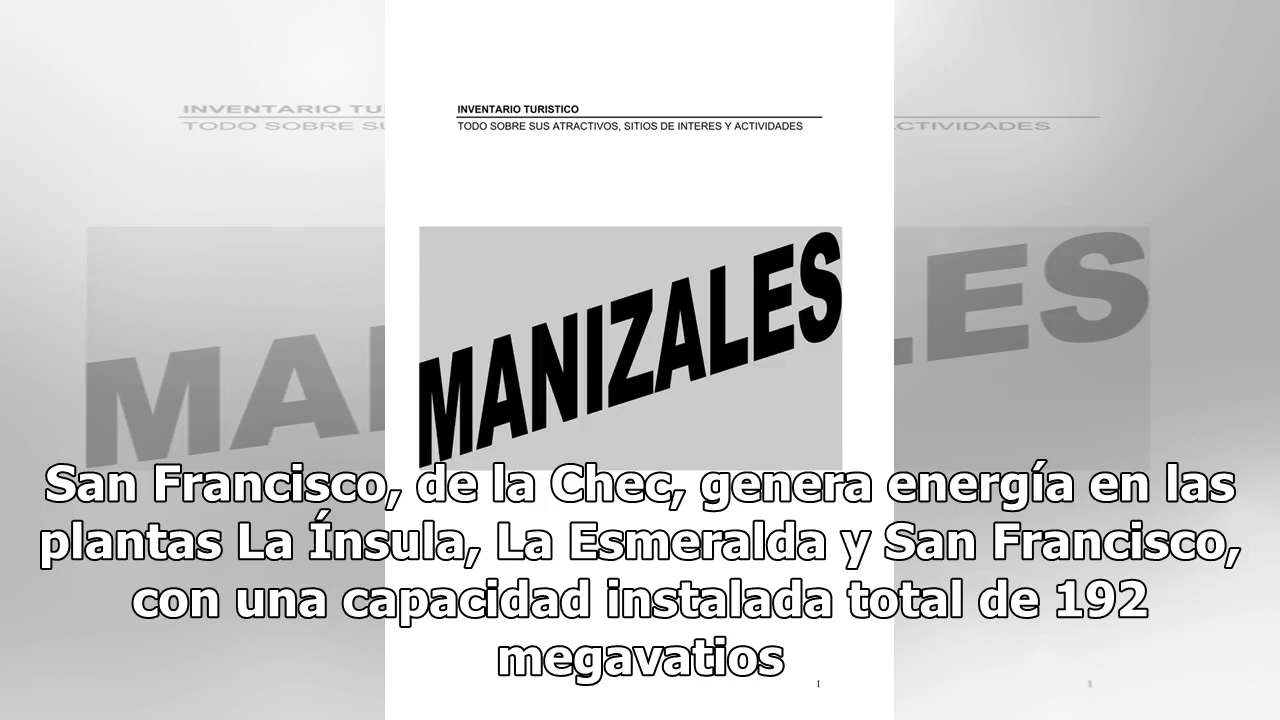 INVENTARIO TURISTICO
TODO SOBRE SUS ATRACTIVOS, SITIOS DE INTERES Y ACTIVIDADES
MANIZALES
San Francisco, de la Chec, genera energía en las
plantas La Ínsula, La Esmeralda y San Francisco,
con una capacidad instalada total de 192
megavatios
1